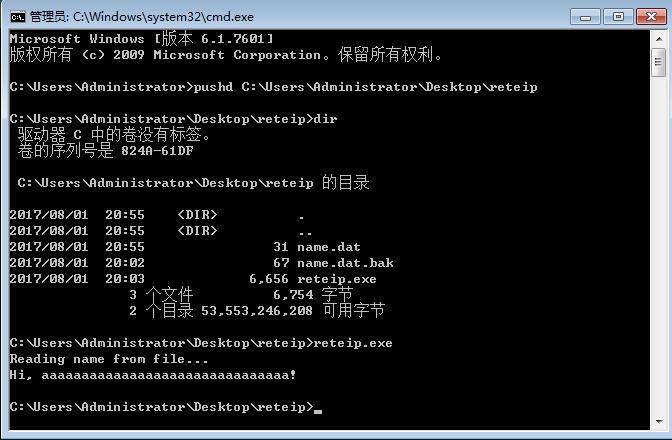 管理员: C:\Windows\system32\cmd.exe
Microsoft Windows [版本 6.1.7601]
版权所有 (c) 2009 Microsoft Corporation。保留所有权利。
C:\Users\Administrator>pushd C:\Users\Administrator\Desktop\reteip
C:\Users\Administrator\Desktop\reteip>dir
驱动器 C 中的卷没有标签。
卷的序列号是 824A-61DF
C:\Users\Administrator\Desktop\reteip 的目录
2017/08/01  20:55    <DIR>          .
2017/08/01  20:55    <DIR>          ..
2017/08/01  20:55                31 name.dat
2017/08/01  20:02                67 name.dat.bak
2017/08/01  20:03             6,656 reteip.exe
3 个文件          6,754 字节
2 个目录 53,553,246,208 可用字节
C:\Users\Administrator\Desktop\reteip>reteip.exe
Reading name from file...
Hi, aaaaaaaaaaaaaaaaaaaaaaaaaaaaaa!
C:\Users\Administrator\Desktop\reteip>